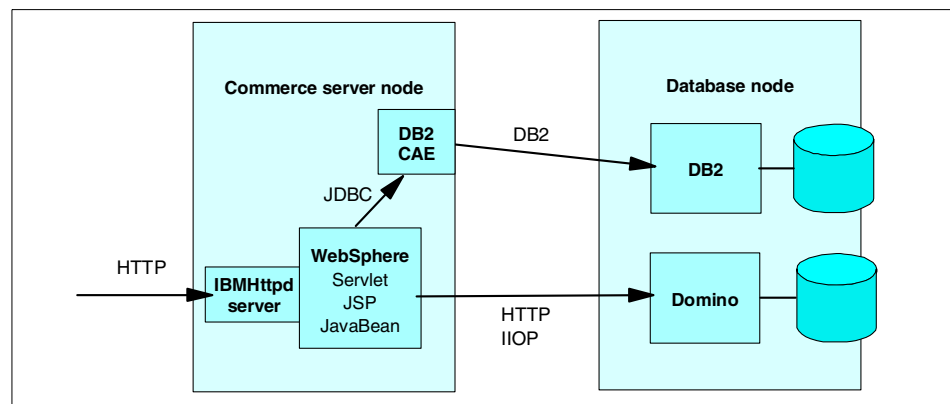 Commerce server node
Database node
DB2
CAE
DB2
DB2
JDBC
HTTP
IBMHttpd
server
WebSphere
Servlet
JSP
JavaBean
HTTP
IIOP
Domino